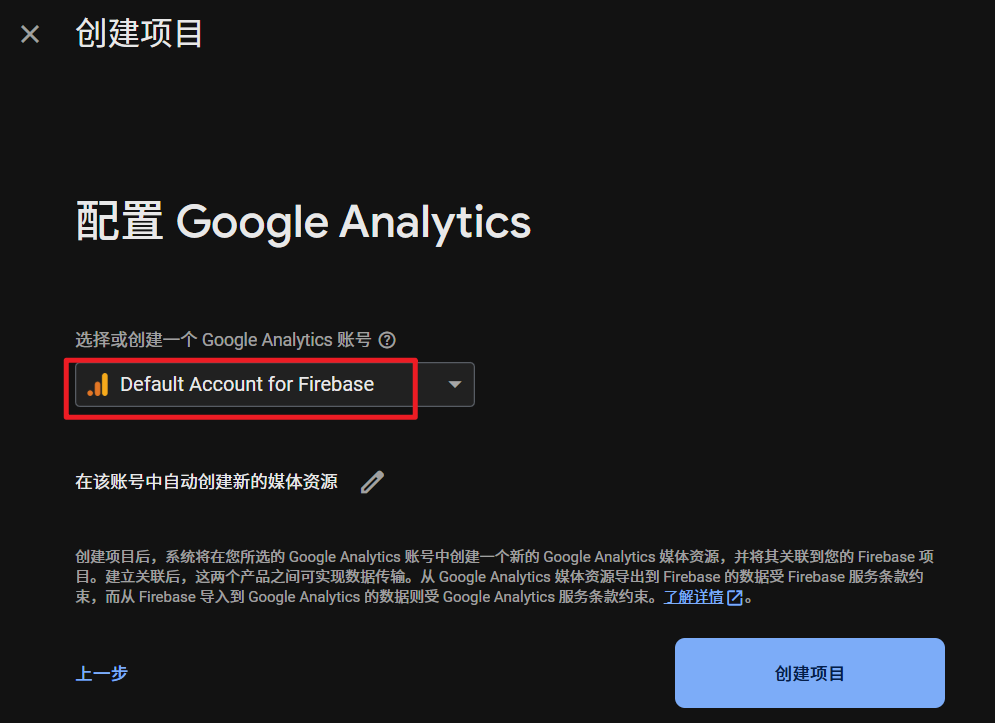 创建项目
配置 Google Analytics
选择或创建一个 Google Analytics 账号
Default Account for Firebase
在该账号中自动创建新的媒体资源
创建项目后，系统将在您所选的 Google Analytics 账号中创建一个新的 Google Analytics 媒体资源，并将其关联到您的 Firebase 项
目。建立关联后，这两个产品之间可实现数据传输。从 Google Analytics 媒体资源导出到 Firebase 的数据受 Firebase 服务条款约
束，而从 Firebase 导入到 Google Analytics 的数据则受 Google Analytics 服务条款约束。了解详情。
上一步
创建项目